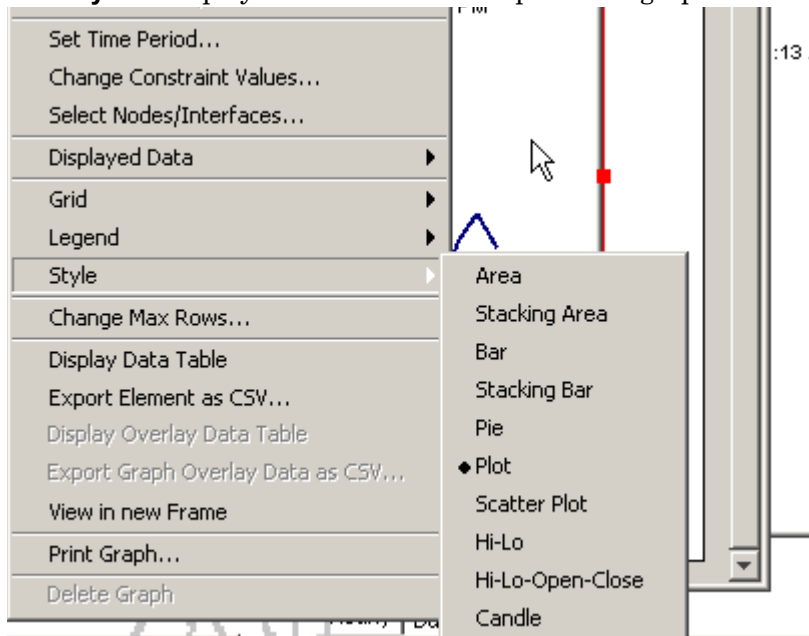 Set Time Period...
Change Constraint Values...
Select Nodes/Interfaces...
Displayed Data
Grid
Legend
Style
Change Max Rows...
Display Data Table
Export Element as CSV...
Display Overlay Data Table
Export Graph Overlay Data as CSV...
View in new Frame
Print Graph...
Delete Graph
:13
Area
Stacking Area
Bar
Stacking Bar
Pie
Plot
Scatter Plot
Hi-Lo
Hi-Lo-Open-Close
Candle